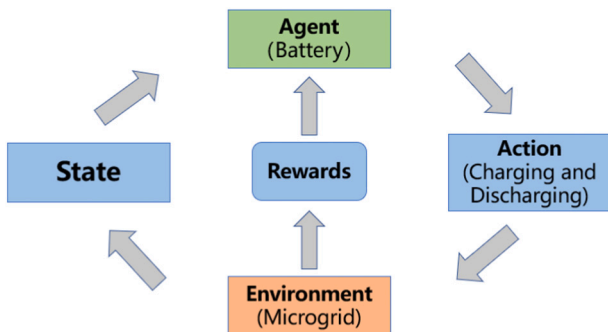 Agent
(Battery)
State
Rewards
Action
(Charging and
Discharging)
Environment
(Microgrid)